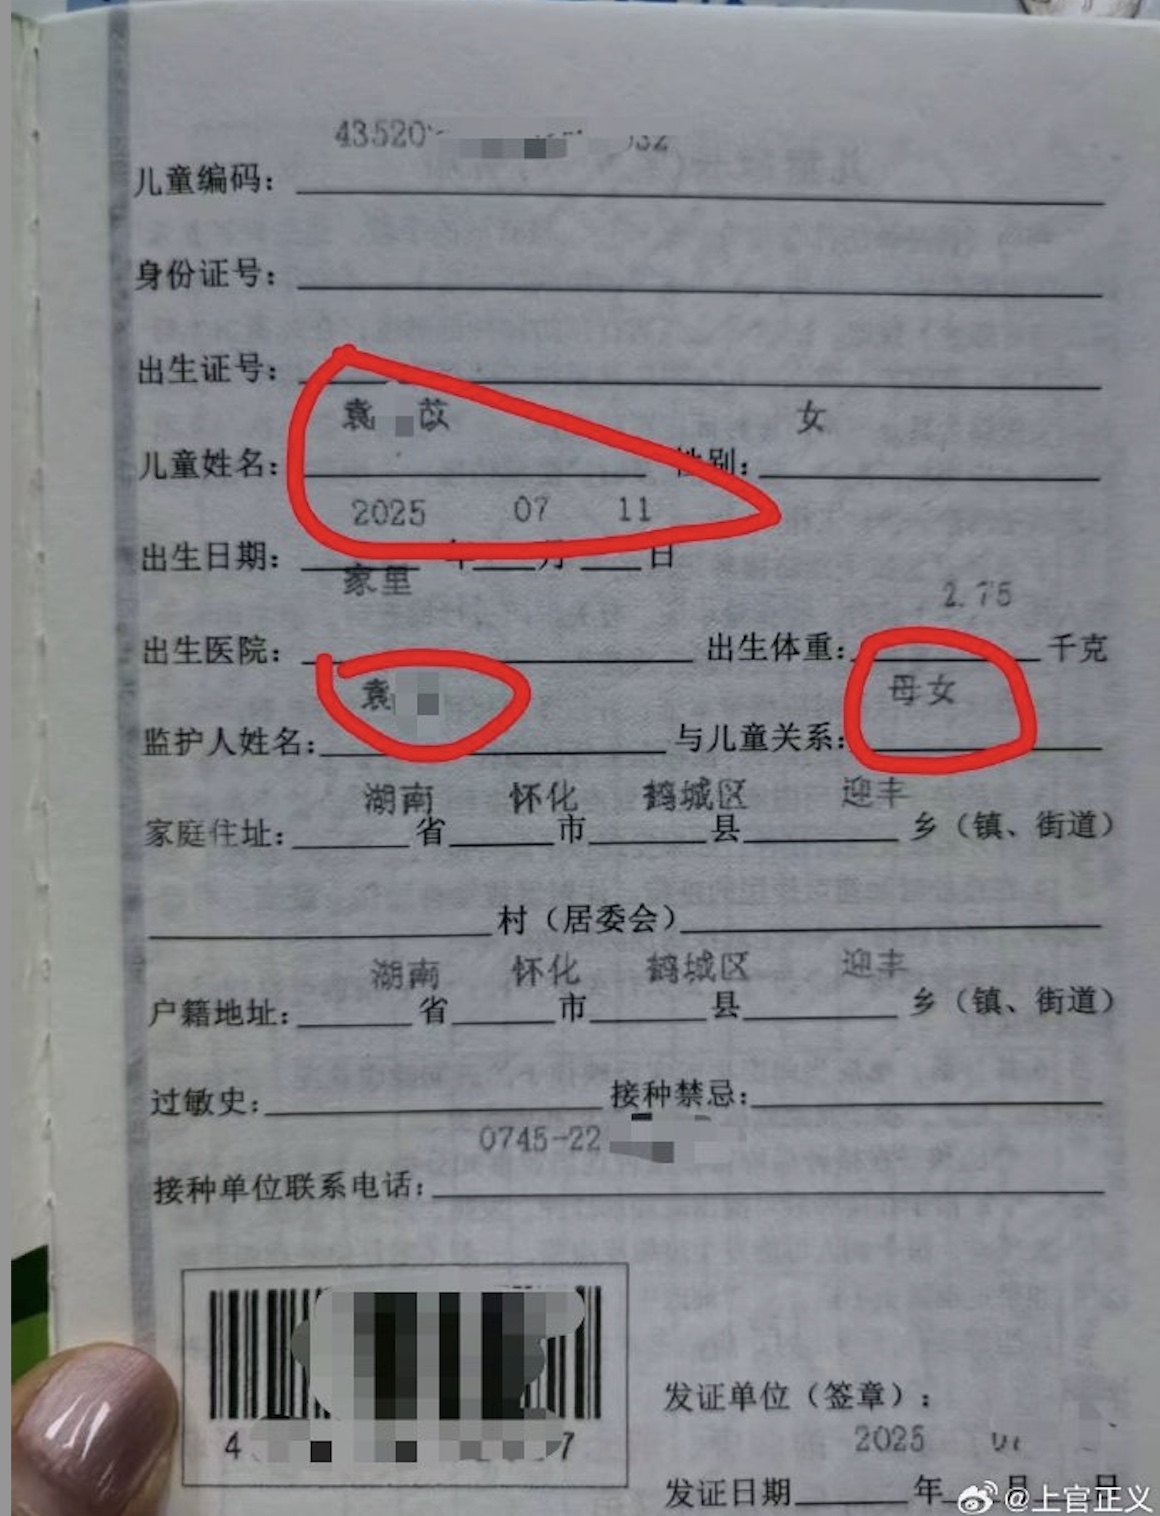 43520 032
儿童编码：
身份证号：
出生证号：
袁 苡 女
儿童姓名： 性别：
2025 07 11
出生日期： 年 月 日
家里 2.75
出生医院： 出生体重： 千克
袁 母女
监护人姓名： 与儿童关系：
湖南 怀化 鹤城区 迎丰
家庭住址： 省 市 县 乡（镇、街道）
村（居委会）
湖南 怀化 鹤城区 迎丰
户籍地址： 省 市 县 乡（镇、街道）
过敏史： 接种禁忌：
0745-22
接种单位联系电话：
4 7
发证单位（签章）：
2025
发证日期 年 月 日
@上官正义